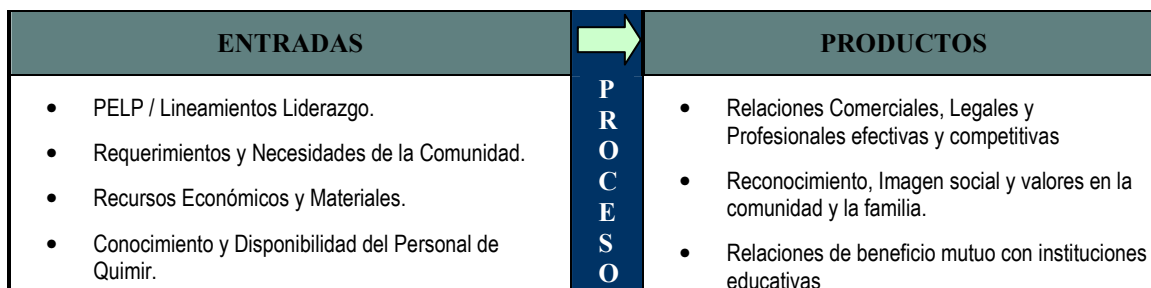 ENTRADAS
• PELP / Lineamientos Liderazgo.
• Requerimientos y Necesidades de la Comunidad.
• Recursos Económicos y Materiales.
• Conocimiento y Disponibilidad del Personal de
Quimir.
P
R
O
C
E
S
O
PRODUCTOS
• Relaciones Comerciales, Legales y
Profesionales efectivas y competitivas
• Reconocimiento, Imagen social y valores en la
comunidad y la familia.
• Relaciones de beneficio mutuo con instituciones
educativas